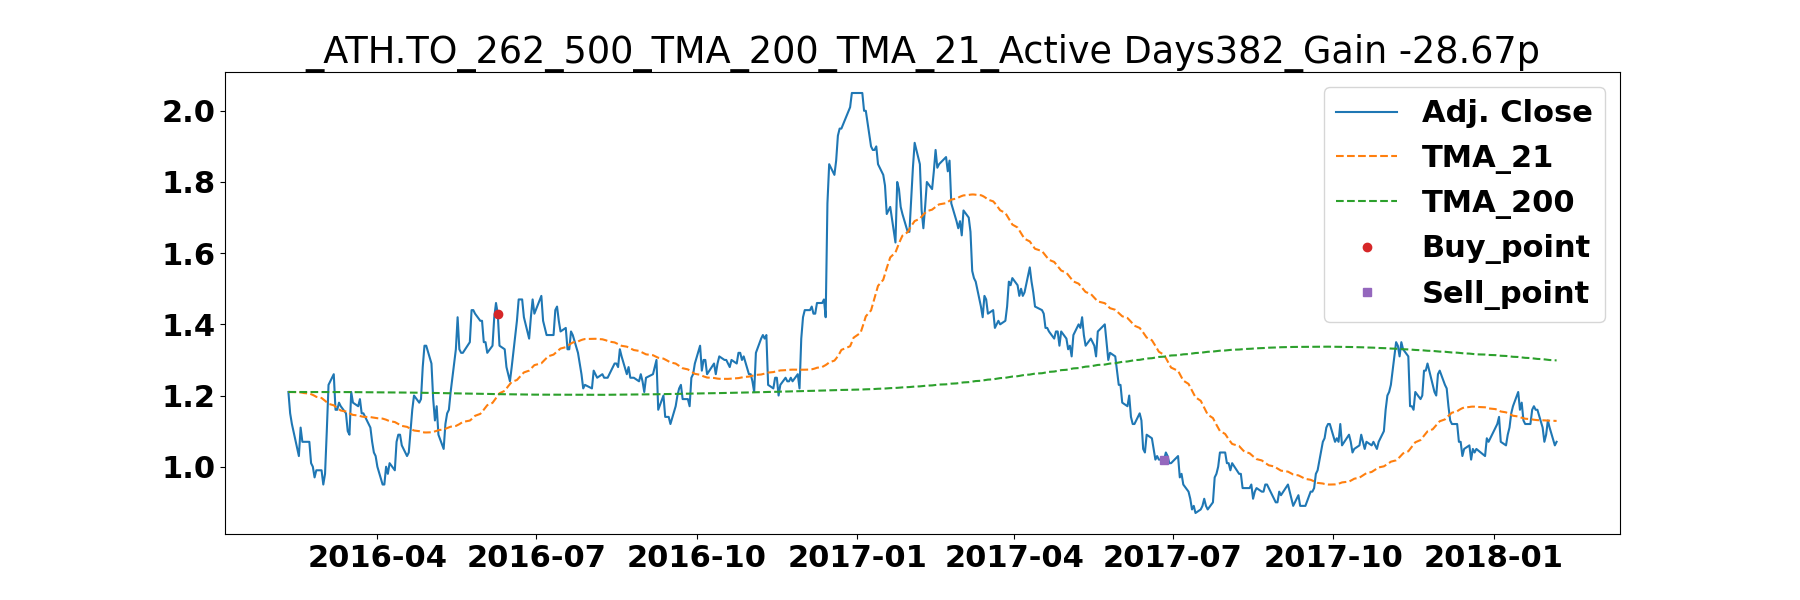 _ATH.TO_262_500_TMA_200_TMA_21_Active Days382_Gain -28.67p
2.0
1.8
1.6
1.4
1.2
1.0
Adj. Close
TMA_21
TMA_200
Buy_point
Sell_point
2016-04 2016-07 2016-10 2017-01 2017-04 2017-07 2017-10 2018-01